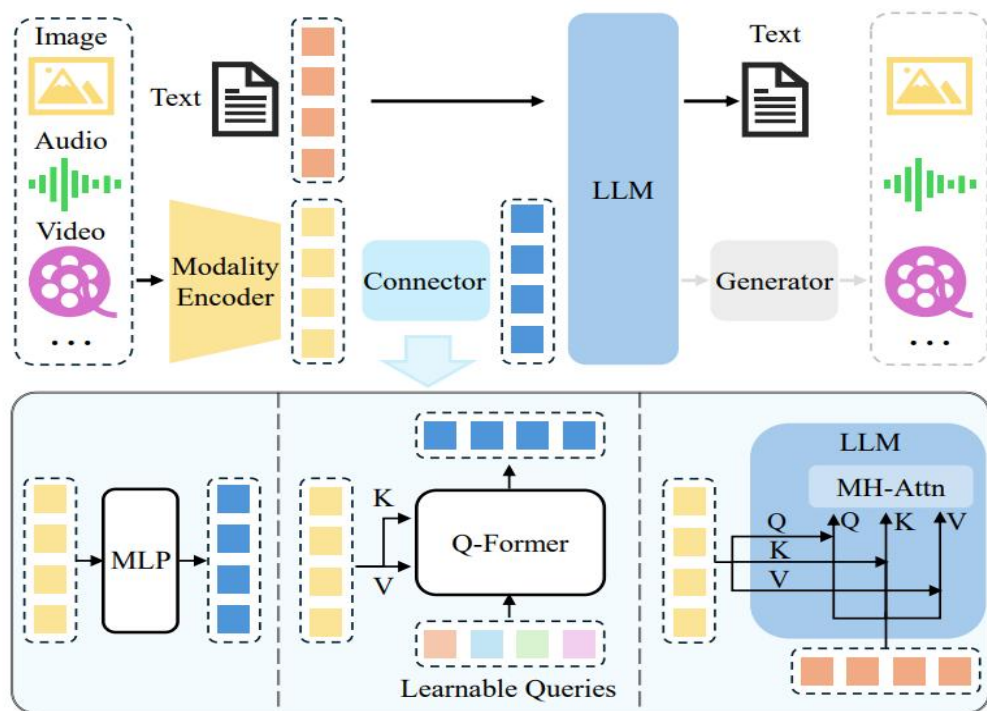 Image
Text
Audio
Video
...
Modality
Encoder
Connector
LLM
Text
Generator
...
MLP
K
V
Q-Former
Learnable Queries
LLM
MH-Attn
Q
K
V
Q
K
V